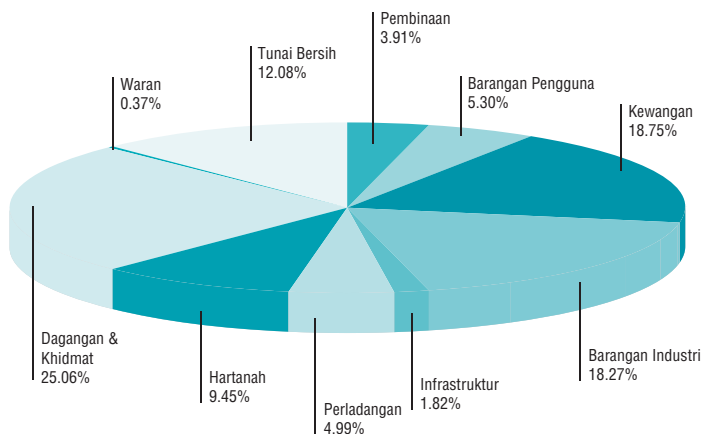 Pembinaan
3.91%
Tunai Bersih
12.08%
Waran
0.37%
Barangan Pengguna
5.30%
Kewangan
18.75%
Dagangan &
Khidmat
25.06%
Hartanah
9.45%
Perladangan
4.99%
Infrastruktur
1.82%
Barangan Industri
18.27%